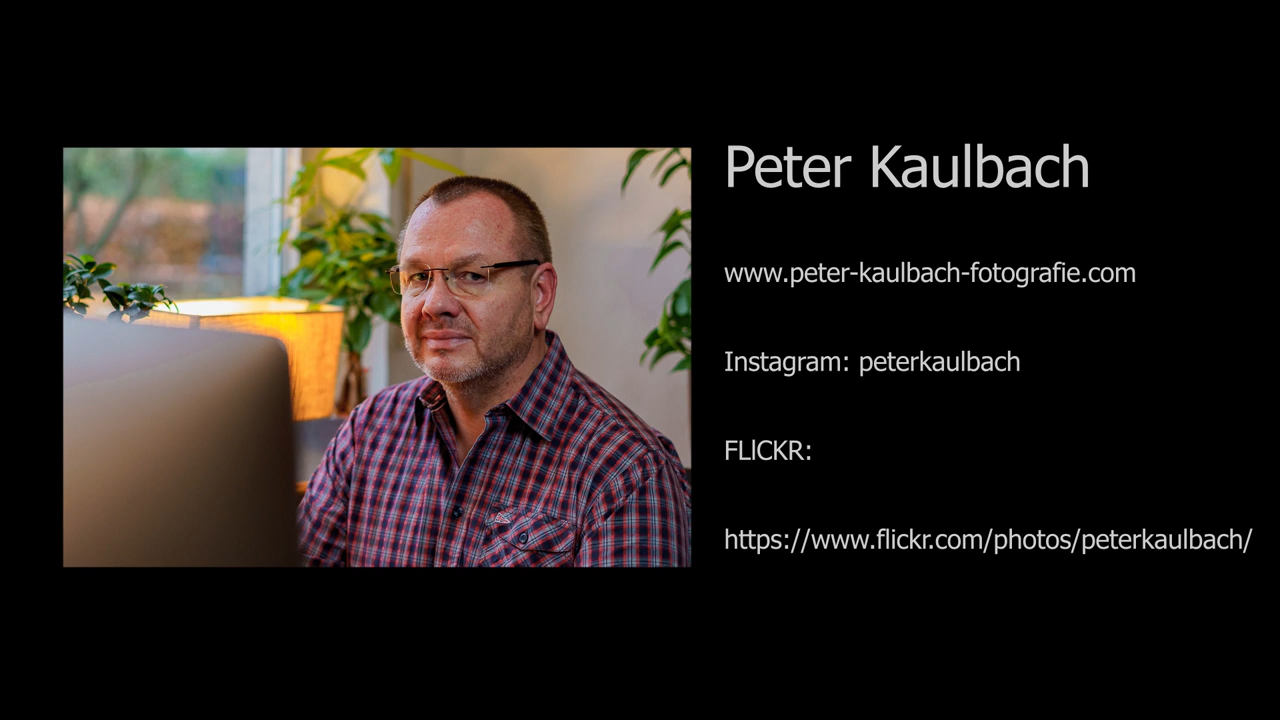 Peter Kaulbach
www.peter-kaulbach-fotografie.com
Instagram: peterkaulbach
FLICKR:
https://www.flickr.com/photos/peterkaulbach/